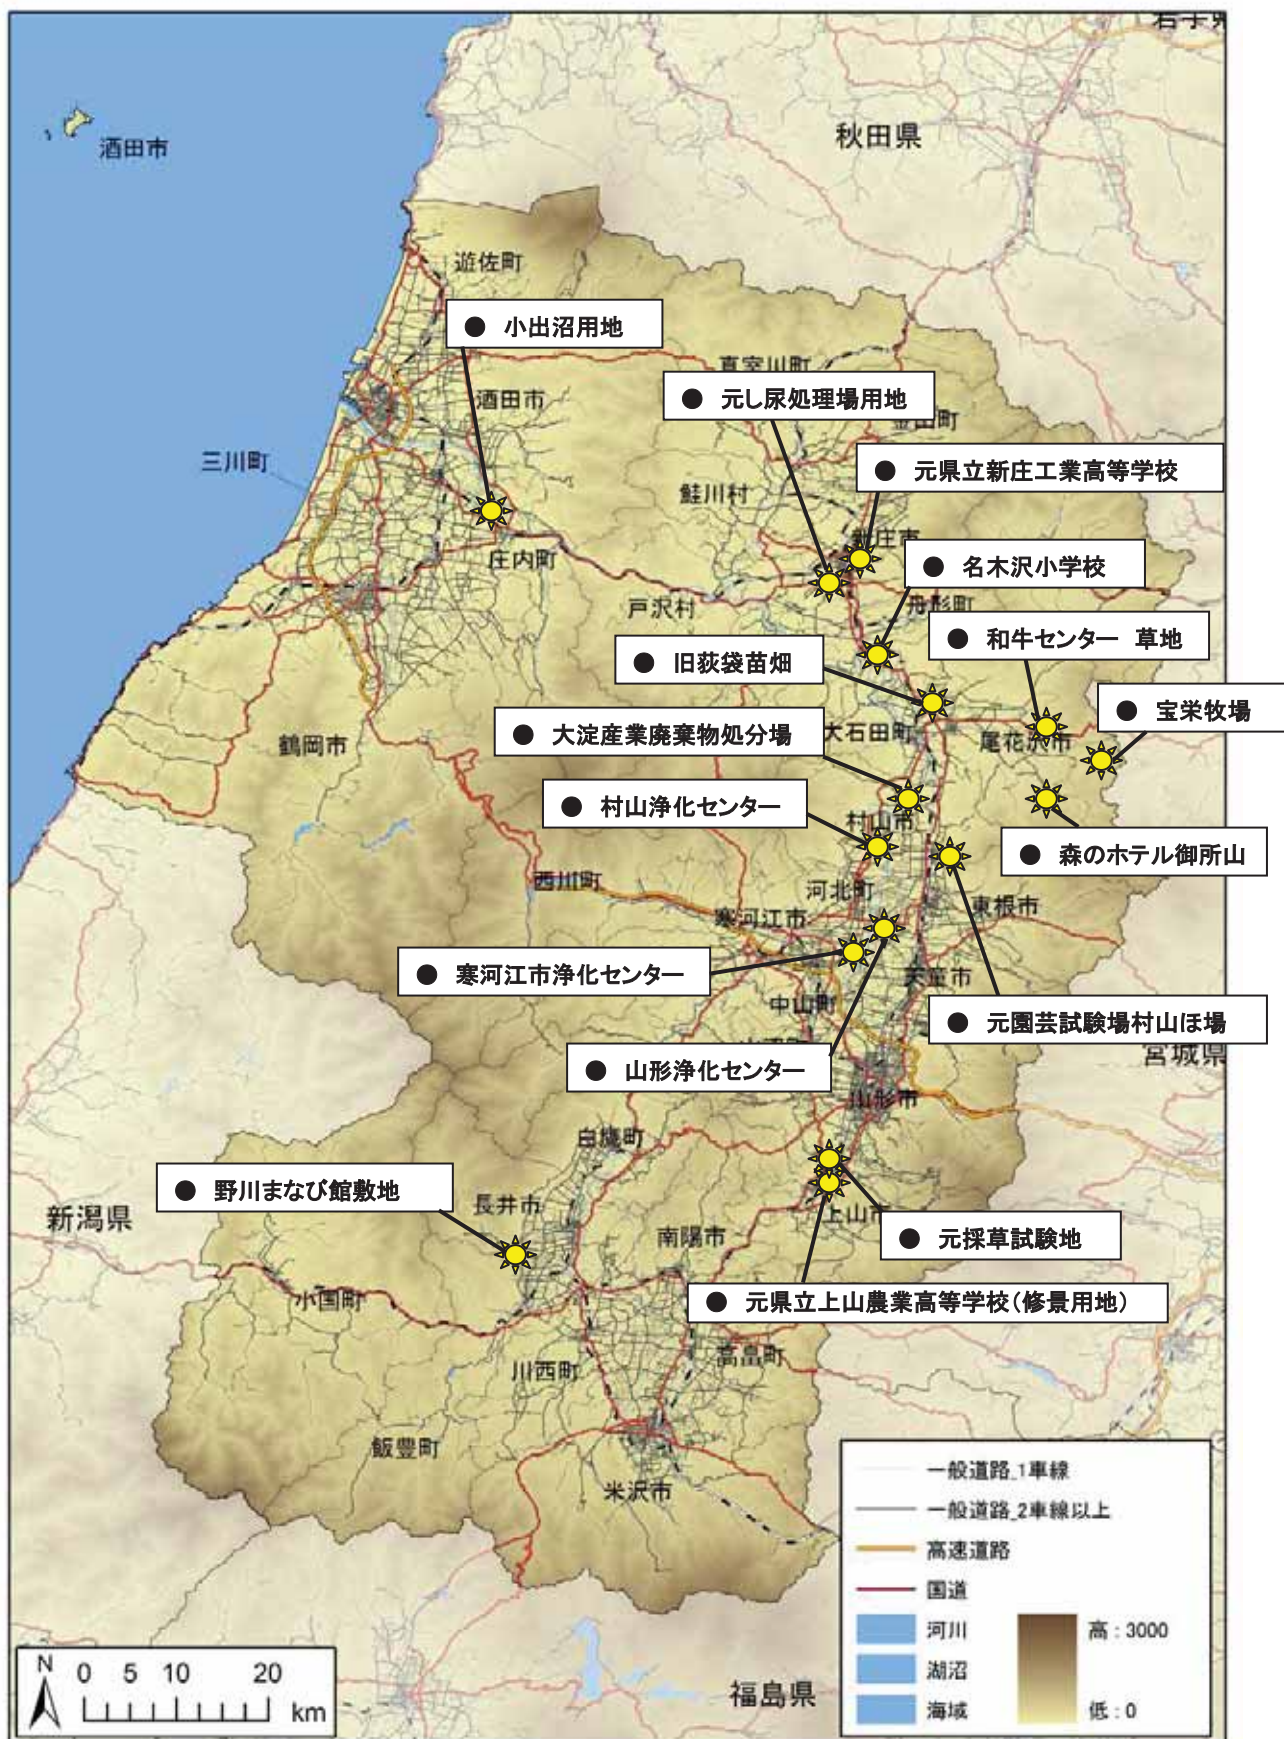 岩手県
秋田県
酒田市
遊佐町
● 小出沼用地
真室川町
酒田市
● 元し尿処理場用地
金山町
三川町
● 元県立新庄工業高等学校
鮭川村
新庄市
庄内町
● 名木沢小学校
戸沢村
舟形町
● 和牛センター 草地
● 旧荻袋苗畑
● 宝栄牧場
● 大淀産業廃棄物処分場
大石田町
尾花沢市
鶴岡市
● 村山浄化センター
村山市
● 森のホテル御所山
西川町
河北町
寒河江市
東根市
● 寒河江市浄化センター
天童市
中山町
● 元園芸試験場村山ほ場
宮城県
● 山形浄化センター
山形市
白鷹町
● 野川まなび館敷地
長井市
新潟県
上山市
南陽市
● 元採草試験地
小国町
● 元県立上山農業高等学校（修景用地）
高畠町
川西町
飯豊町
米沢市
一般道路_1車線
一般道路_2車線以上
高速道路
国道
河川
高 : 3000
湖沼
海域
低 : 0
N
0 5 10 20
km
福島県